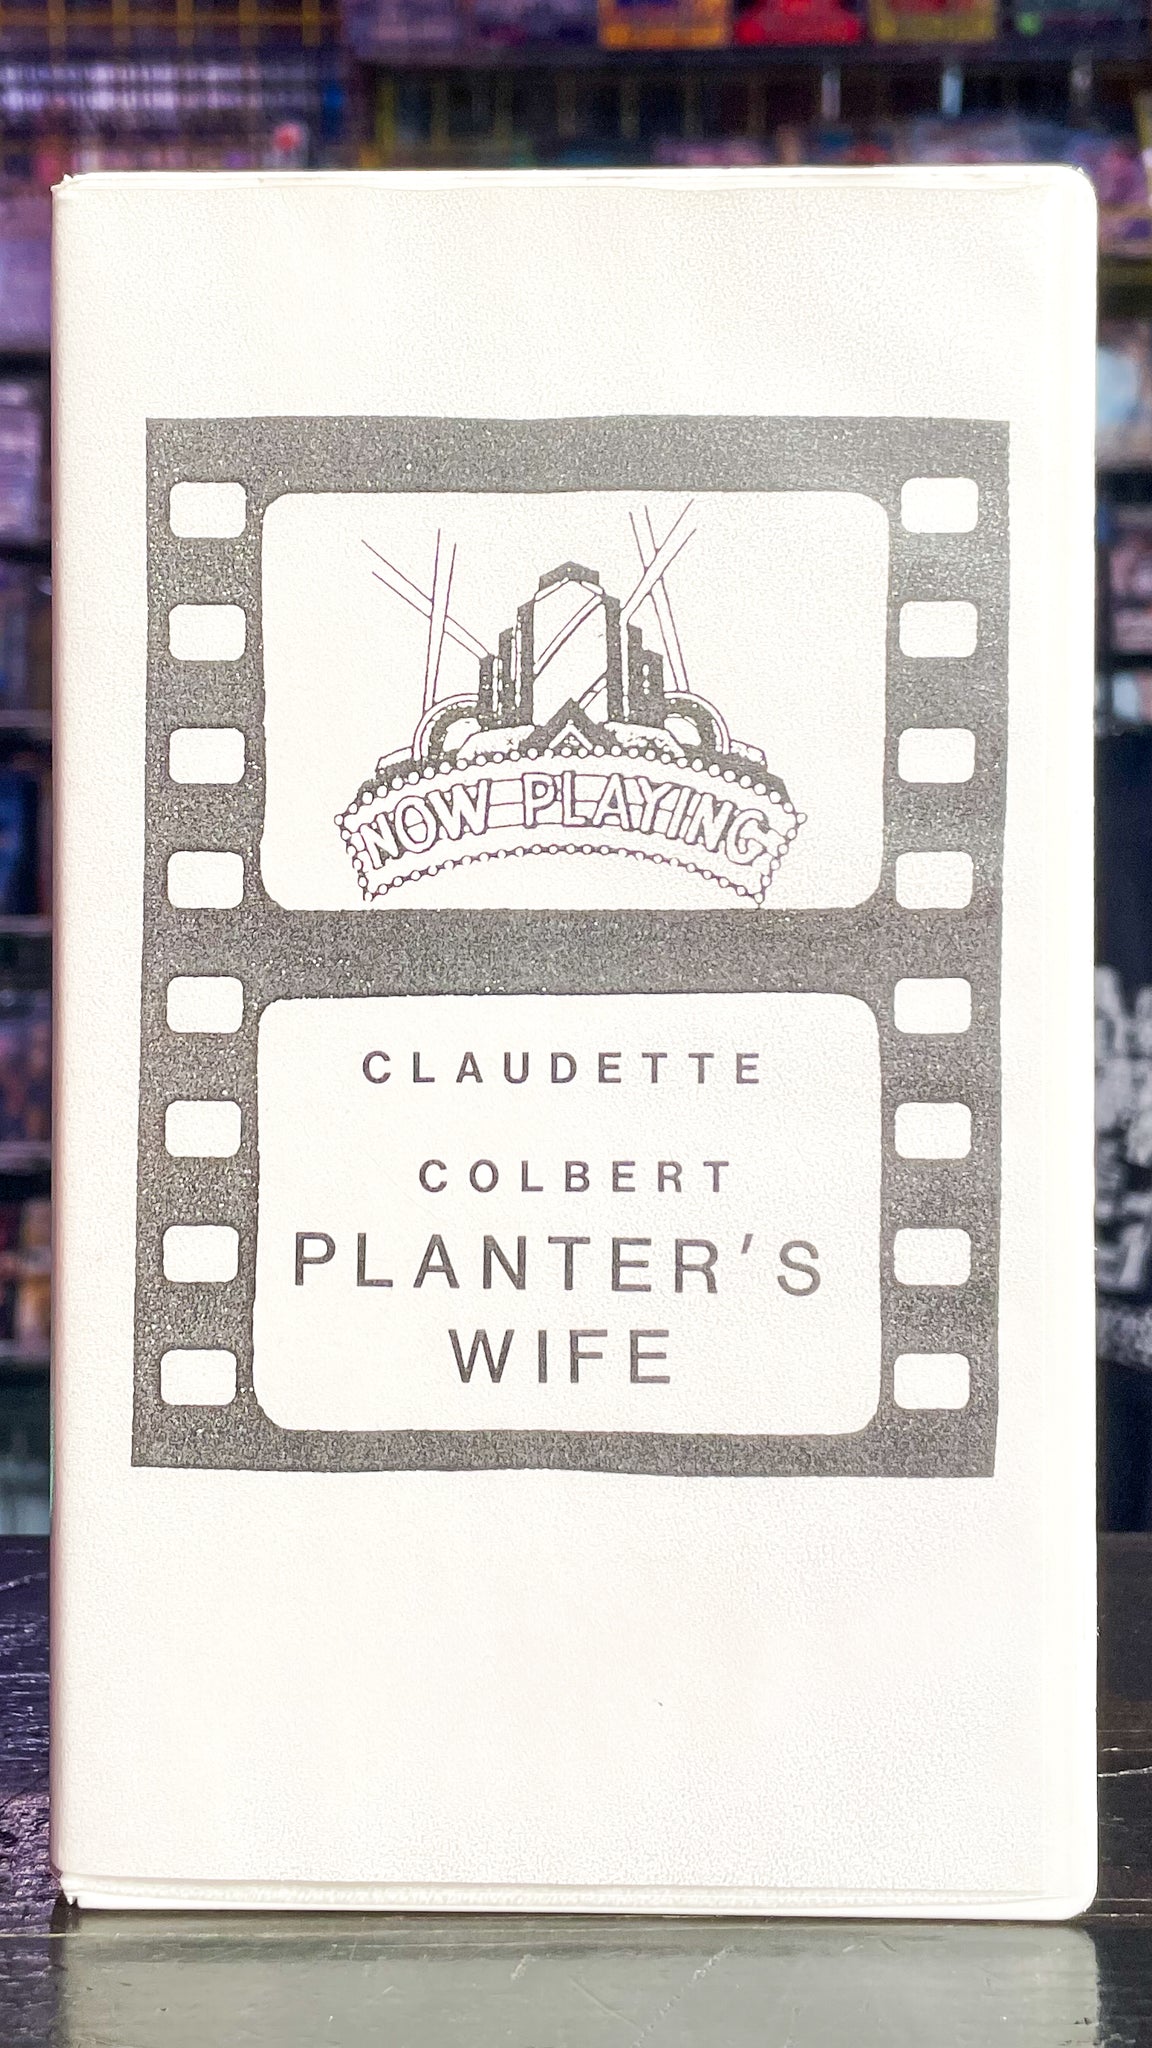 NOW PLAYING
CLAUDETTE
COLBERT
PLANTER'S
WIFE